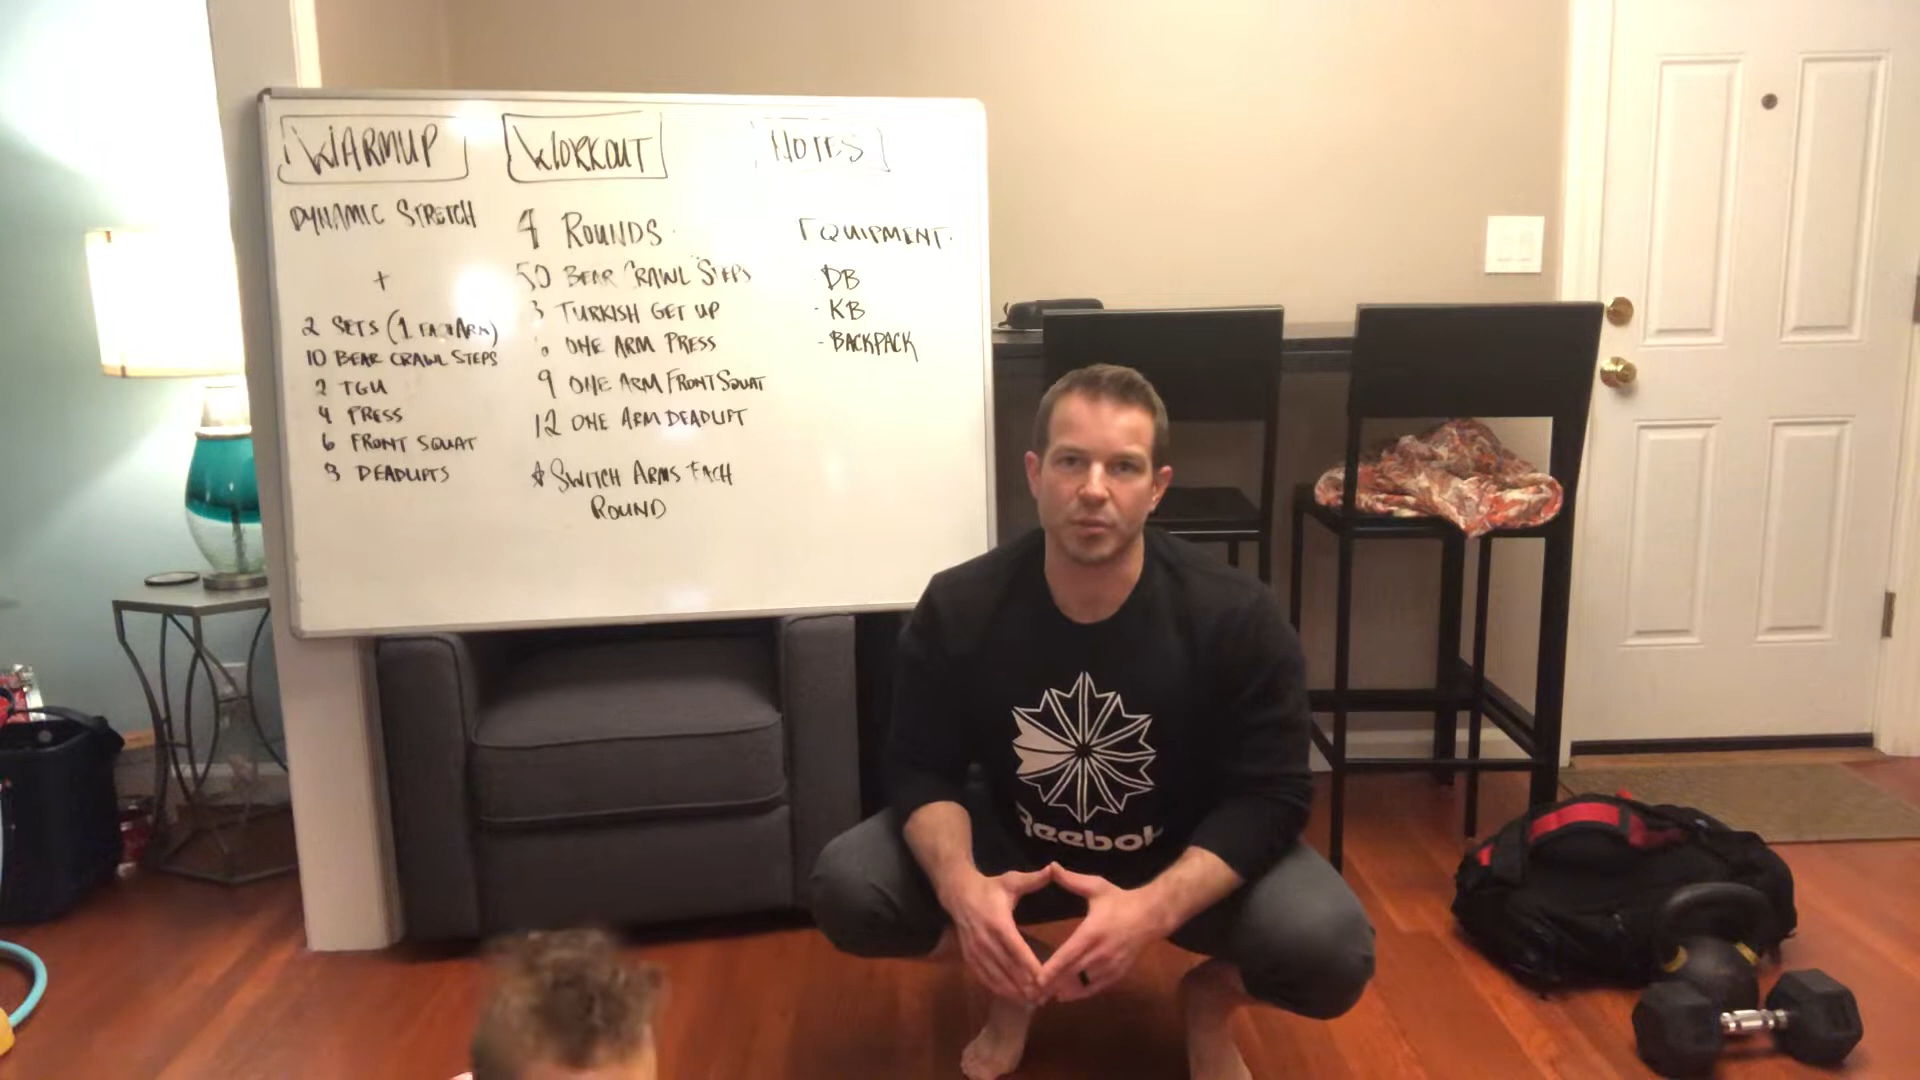 WARMUP
DYNAMIC STRETCH
+
2 SETS (1 EACH ARM)
10 BEAR CRAWL STEPS
2 TGU
4 PRESS
6 FRONT SQUAT
8 DEADLIFTS
WORKOUT
4 ROUNDS
50 BEAR CRAWL STEPS
3 TURKISH GET UP
ONE ARM PRESS
9 ONE ARM FRONT SQUAT
12 ONE ARM DEADLIFT
* SWITCH ARMS EACH
ROUND
NOTES
EQUIPMENT
DB
- KB
- BACKPACK
Reebok